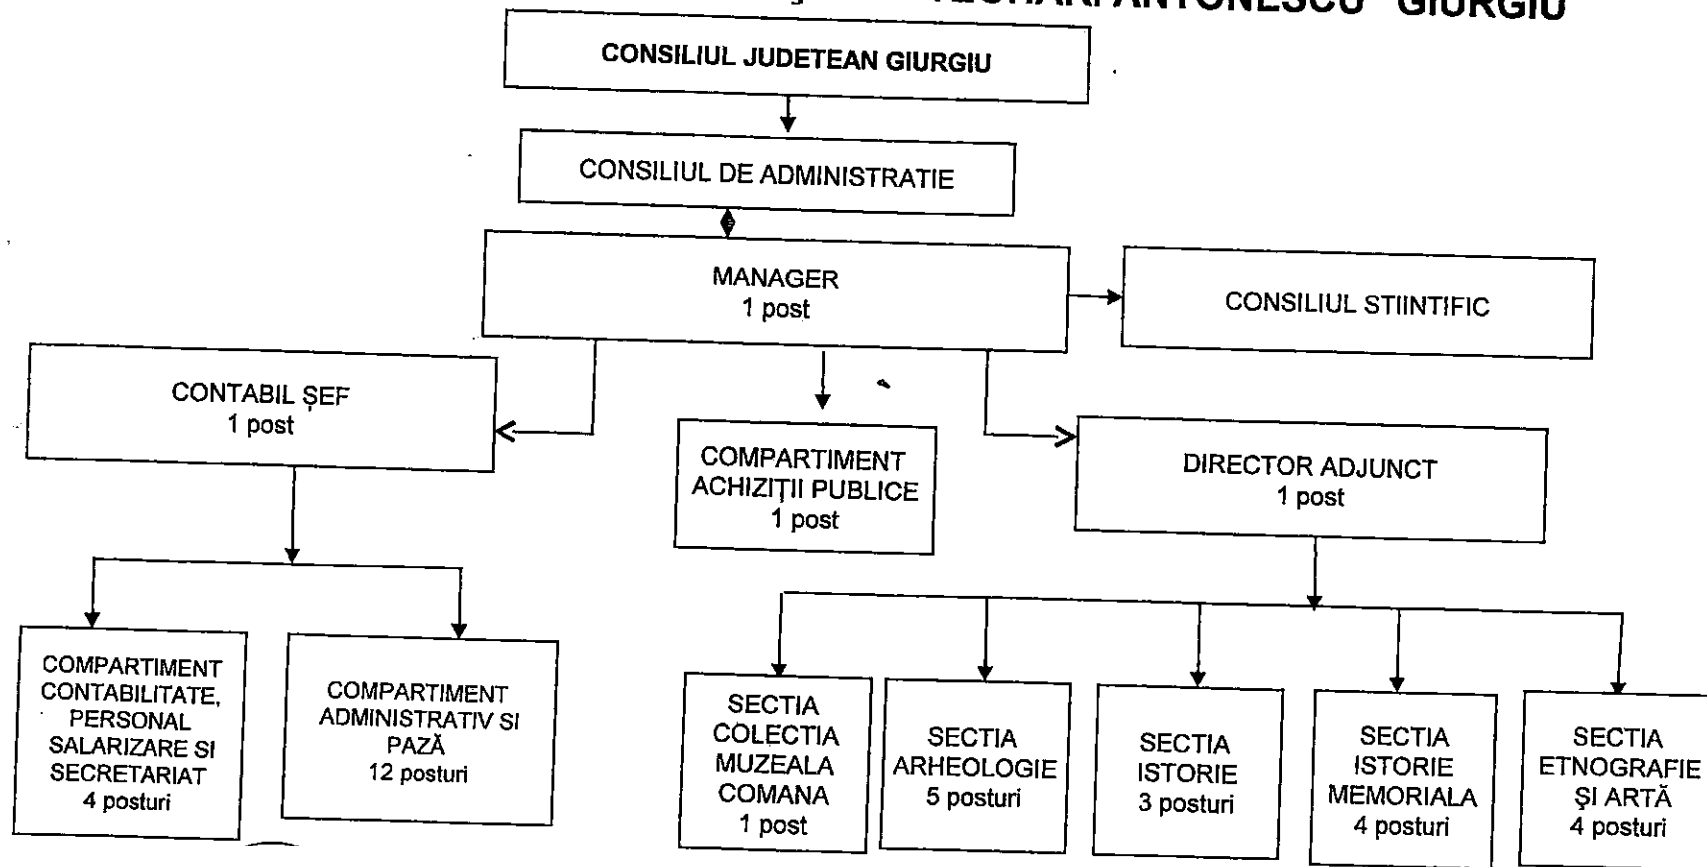 ANTONESCU" GIURGIU
CONSILIUL JUDETEAN GIURGIU
CONSILIUL DE ADMINISTRATIE
MANAGER
1 post
CONSILIUL STIINTIFIC
CONTABIL ȘEF
1 post
COMPARTIMENT
ACHIZIȚII PUBLICE
1 post
DIRECTOR ADJUNCT
1 post
COMPARTIMENT
CONTABILITATE,
PERSONAL
SALARIZARE SI
SECRETARIAT
4 posturi
COMPARTIMENT
ADMINISTRATIV SI
PAZĂ
12 posturi
SECTIA
COLECTIA
MUZEALA
COMANA
1 post
SECTIA
ARHEOLOGIE
5 posturi
SECTIA
ISTORIE
3 posturi
SECTIA
ISTORIE
MEMORIALA
4 posturi
SECTIA
ETNOGRAFIE
ȘI ARTĂ
4 posturi